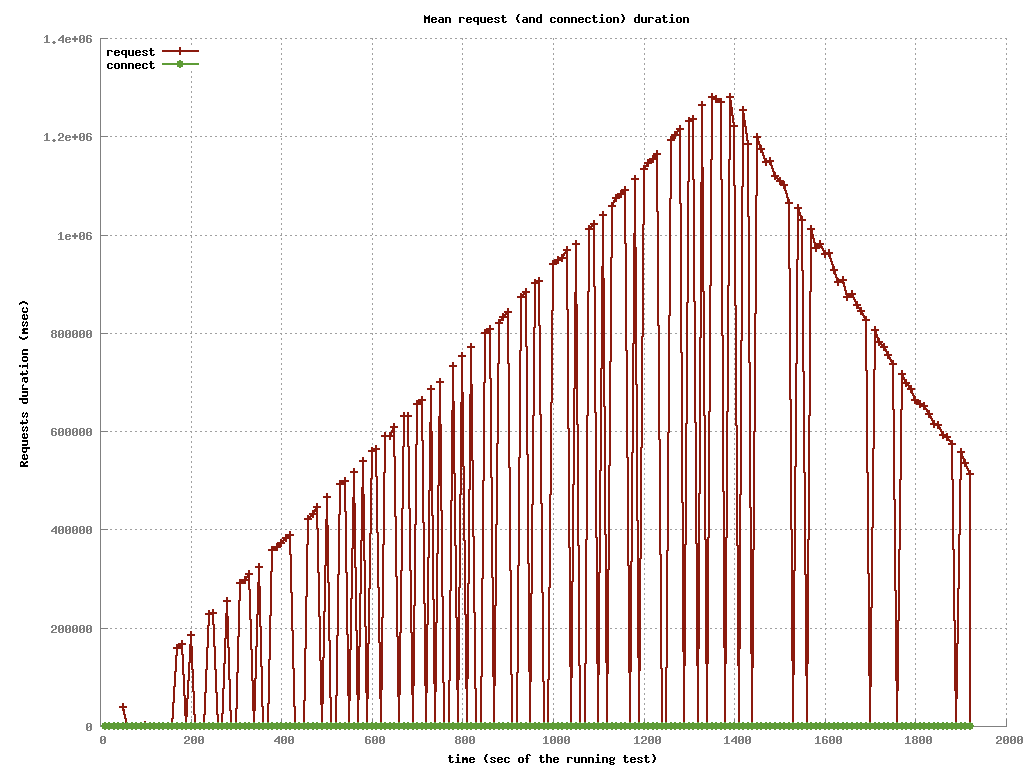 Mean request (and connection) duration
1.4e+06
request
connect
1.2e+06
1e+06
800000
600000
400000
200000
0
Requests duration (msec)
0 200 400 600 800 1000 1200 1400 1600 1800 2000
time (sec of the running test)